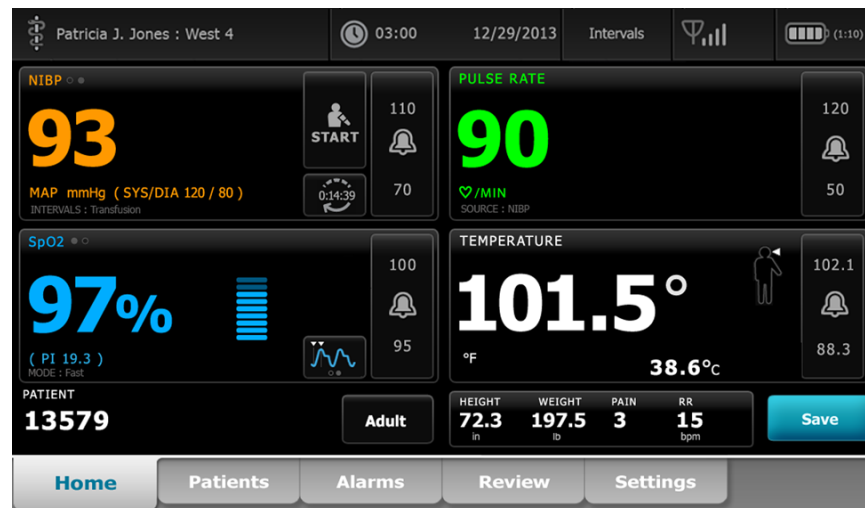 Patricia J. Jones : West 4
03:00
12/29/2013
Intervals
(1:10)
NIBP
93
MAP mmHg ( SYS/DIA 120 / 80 )
INTERVALS : Transfusion
START
0:14:39
110
70
PULSE RATE
90
/MIN
SOURCE : NIBP
120
50
SpO2
97%
( PI 19.3 )
MODE : Fast
100
95
TEMPERATURE
101.5°
°F
38.6°C
102.1
88.3
PATIENT
13579
Adult
HEIGHT WEIGHT PAIN RR
72.3 197.5 3 15
in lb bpm
Save
Home Patients Alarms Review Settings